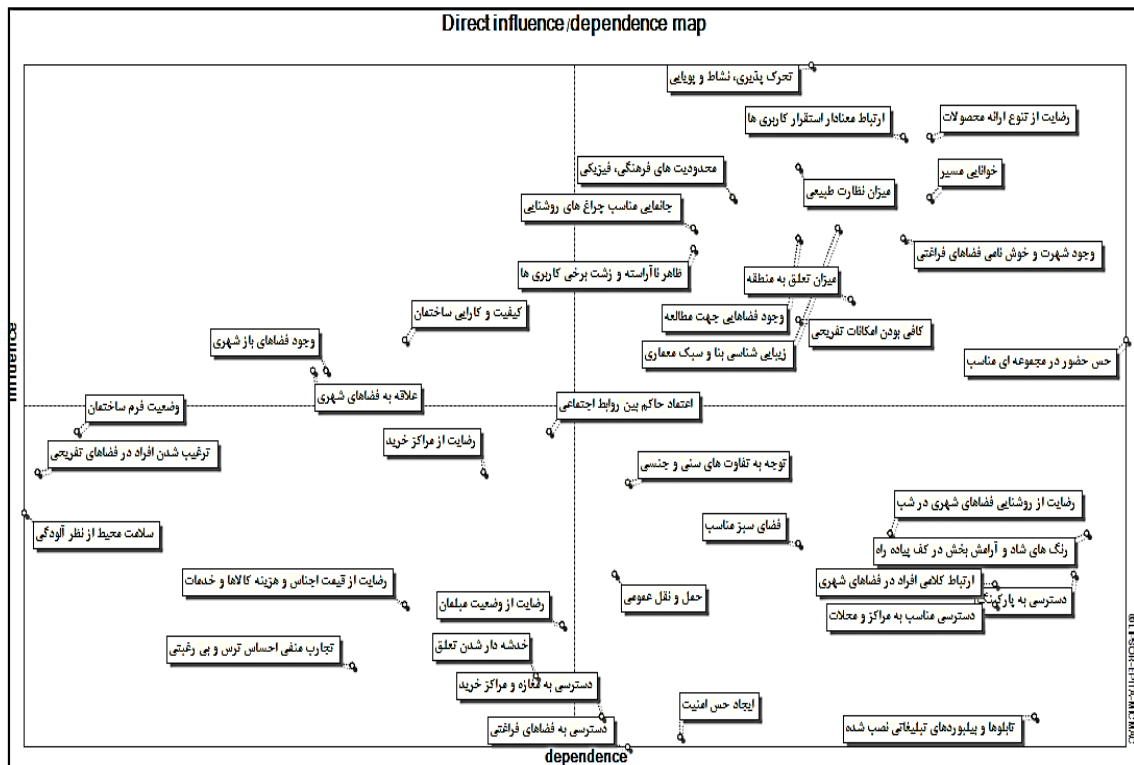 Direct influence/dependence map
تحرک پذیری، نشاط و پویایی
ارتباط معنادار استقرار کاربری ها
رضایت از تنوع ارائه محصولات
محدودیت های فرهنگی، فیزیکی
خوانایی مسیر
میزان نظارت طبیعی
جانمایی مناسب چراغ های روشنایی
وجود شهرت و خوش نامی فضاهای فراغتی
ظاهر ناآراسته و زشت برخی کاربری ها
میزان تعلق به منطقه
کیفیت و کارایی ساختمان
وجود فضاهایی جهت مطالعه
کافی بودن امکانات تفریحی
وجود فضاهای باز شهری
زیبایی شناسی بنا و سبک معماری
حس حضور در مجموعه ای مناسب
علاقه به فضاهای شهری
وضعیت فرم ساختمان
اعتماد حاکم بین روابط اجتماعی
رضایت از مراکز خرید
ترغیب شدن افراد در فضاهای تفریحی
توجه به تفاوت های سنی و جنسی
رضایت از روشنایی فضاهای شهری در شب
سلامت محیط از نظر آلودگی
فضای سبز مناسب
رنگ های شاد و آرامش بخش در کف پیاده راه
رضایت از قیمت اجناس و هزینه کالاها و خدمات
ارتباط کلامی افراد در فضاهای شهری
حمل و نقل عمومی
دسترسی به پارکینگ
رضایت از وضعیت مبلمان
دسترسی مناسب به مراکز و محلات
خدشه دار شدن تعلق
تجارب منفی احساس ترس و بی رغبتی
دسترسی به مغازه و مراکز خرید
ایجاد حس امنیت
دسترسی به فضاهای فراغتی
تابلوها و بیلبوردهای تبلیغاتی نصب شده
dependence